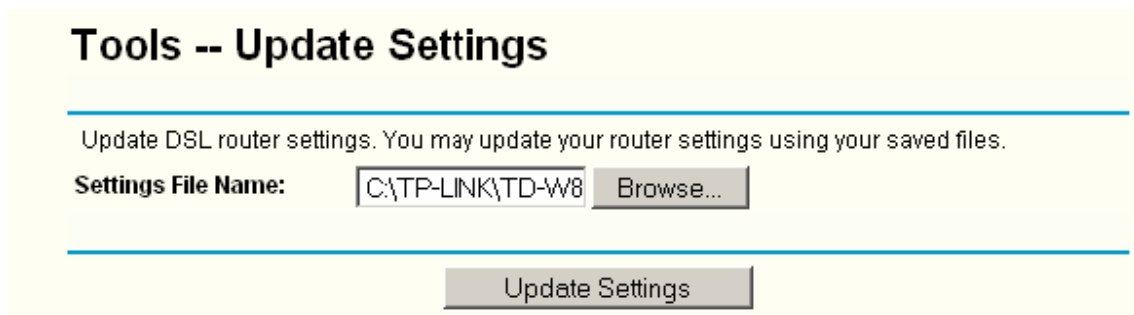 Tools -- Update Settings
Update DSL router settings. You may update your router settings using your saved files.
Settings File Name: C:\TP-LINK\TD-W8 Browse...
Update Settings